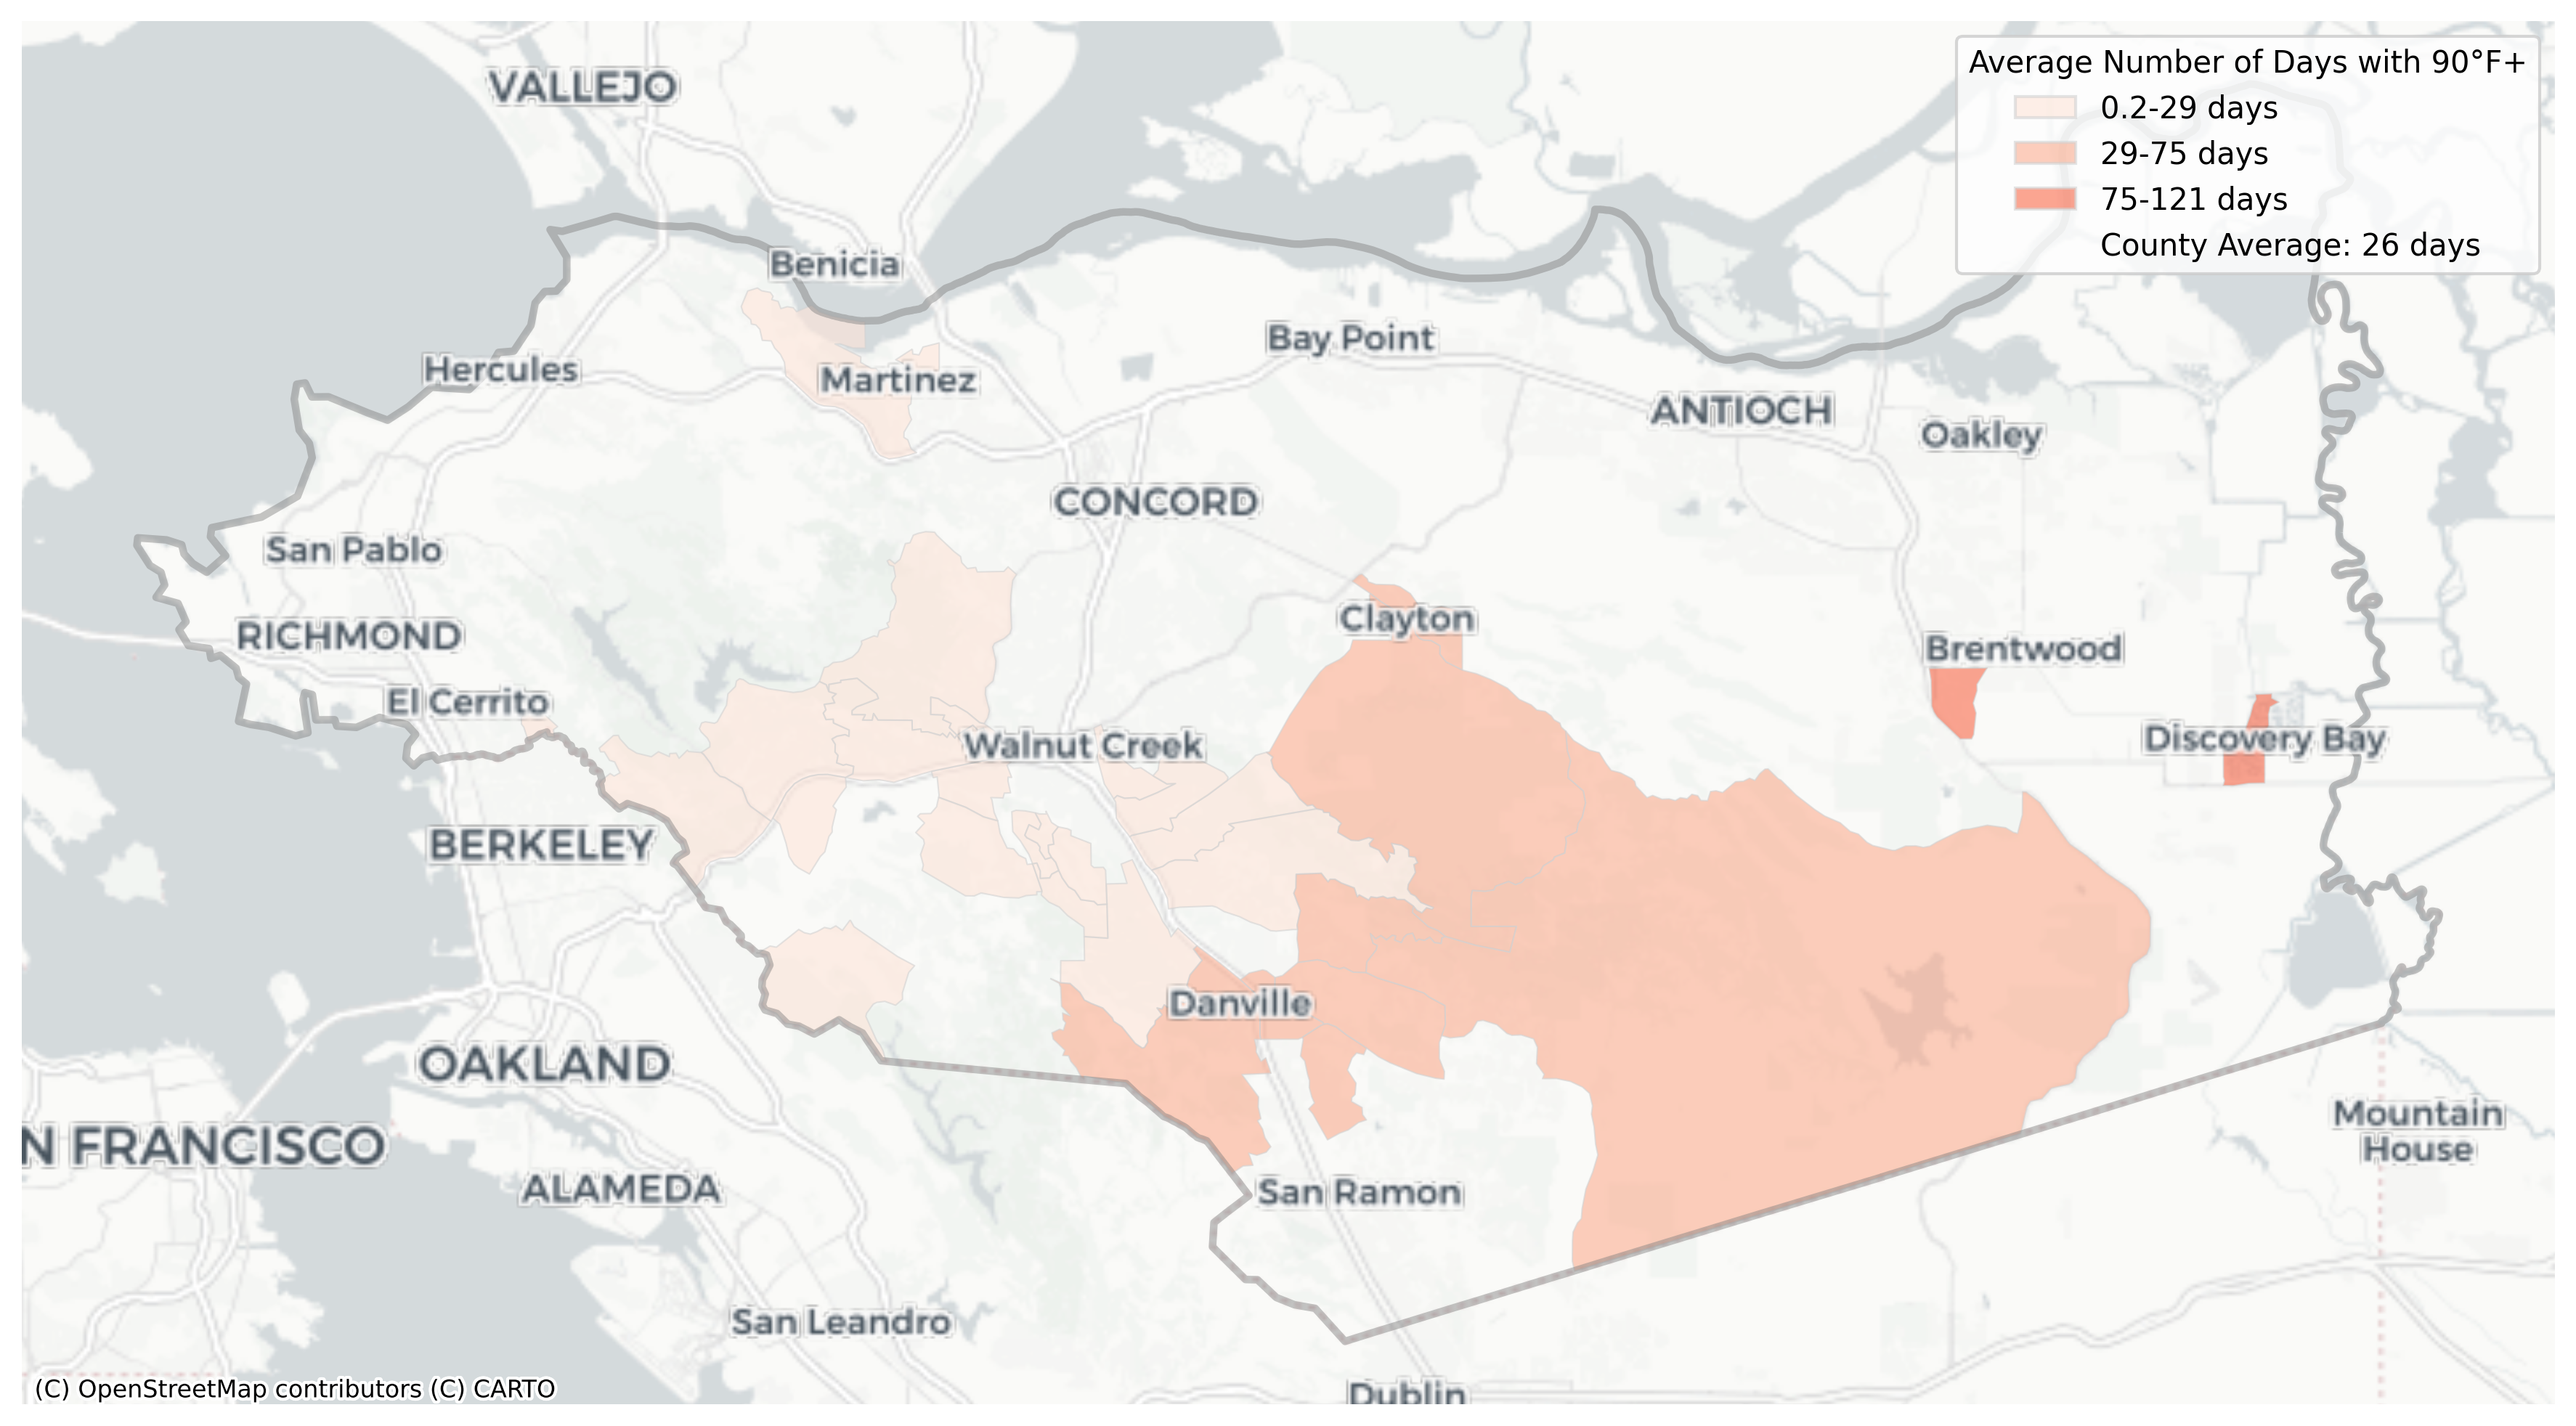 Average Number of Days with 90°F+
0.2-29 days
29-75 days
75-121 days
County Average: 26 days
VALLEJO
Benicia
Bay Point
Hercules
Martinez
ANTIOCH
Oakley
CONCORD
San Pablo
Clayton
RICHMOND
Brentwood
El Cerrito
Walnut Creek
Discovery Bay
BERKELEY
Danville
OAKLAND
N FRANCISCO
Mountain
House
ALAMEDA
San Ramon
San Leandro
Dublin
(C) OpenStreetMap contributors (C) CARTO